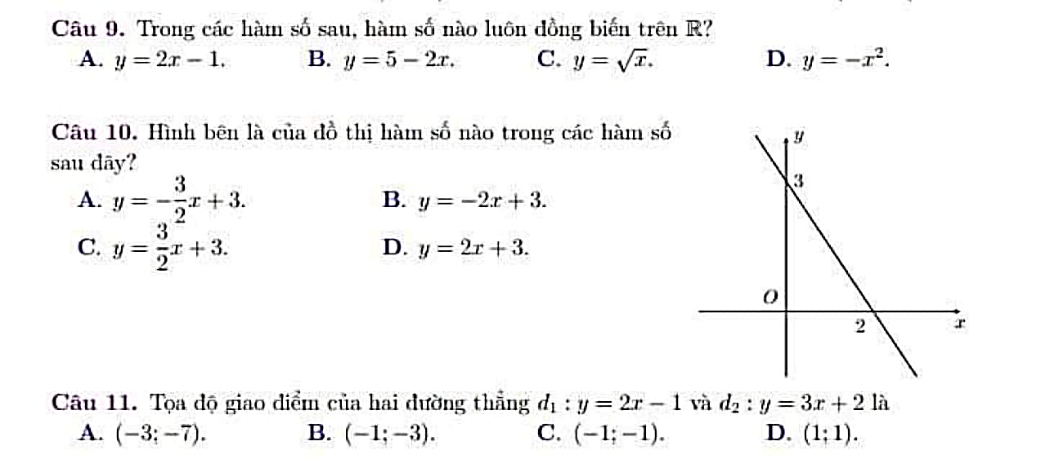 Câu 9. Trong các hàm số sau, hàm số nào luôn đồng biến trên ℝ?
A. y = 2x − 1. B. y = 5 − 2x. C. y = √x. D. y = −x².
Câu 10. Hình bên là của đồ thị hàm số nào trong các hàm số
sau đây?
A. y = −3/2x + 3. B. y = −2x + 3.
C. y = 3/2x + 3. D. y = 2x + 3.
y
3
O
2
x
Câu 11. Tọa độ giao điểm của hai đường thẳng d₁ : y = 2x − 1 và d₂ : y = 3x + 2 là
A. (−3; −7). B. (−1; −3). C. (−1; −1). D. (1; 1).